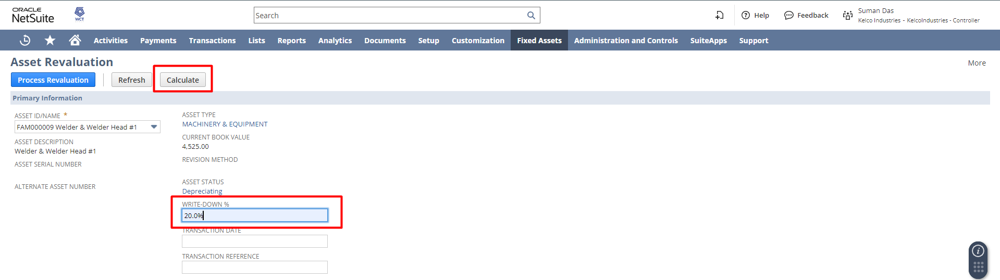 ORACLE
NetSuite
WCT
Search
Help
Feedback
Suman Das
Kelco Industries - KelcoIndustries - Controller
Activities Payments Transactions Lists Reports Analytics Documents Setup Customization Fixed Assets Administration and Controls SuiteApps Support
Asset Revaluation
More
Process Revaluation Refresh Calculate
Primary Information
ASSET ID/NAME *
FAM000009 Welder & Welder Head #1
ASSET DESCRIPTION
Welder & Welder Head #1
ASSET SERIAL NUMBER
ALTERNATE ASSET NUMBER
ASSET TYPE
MACHINERY & EQUIPMENT
CURRENT BOOK VALUE
4,525.00
REVISION METHOD
ASSET STATUS
Depreciating
WRITE-DOWN %
20.0%
TRANSACTION DATE
TRANSACTION REFERENCE